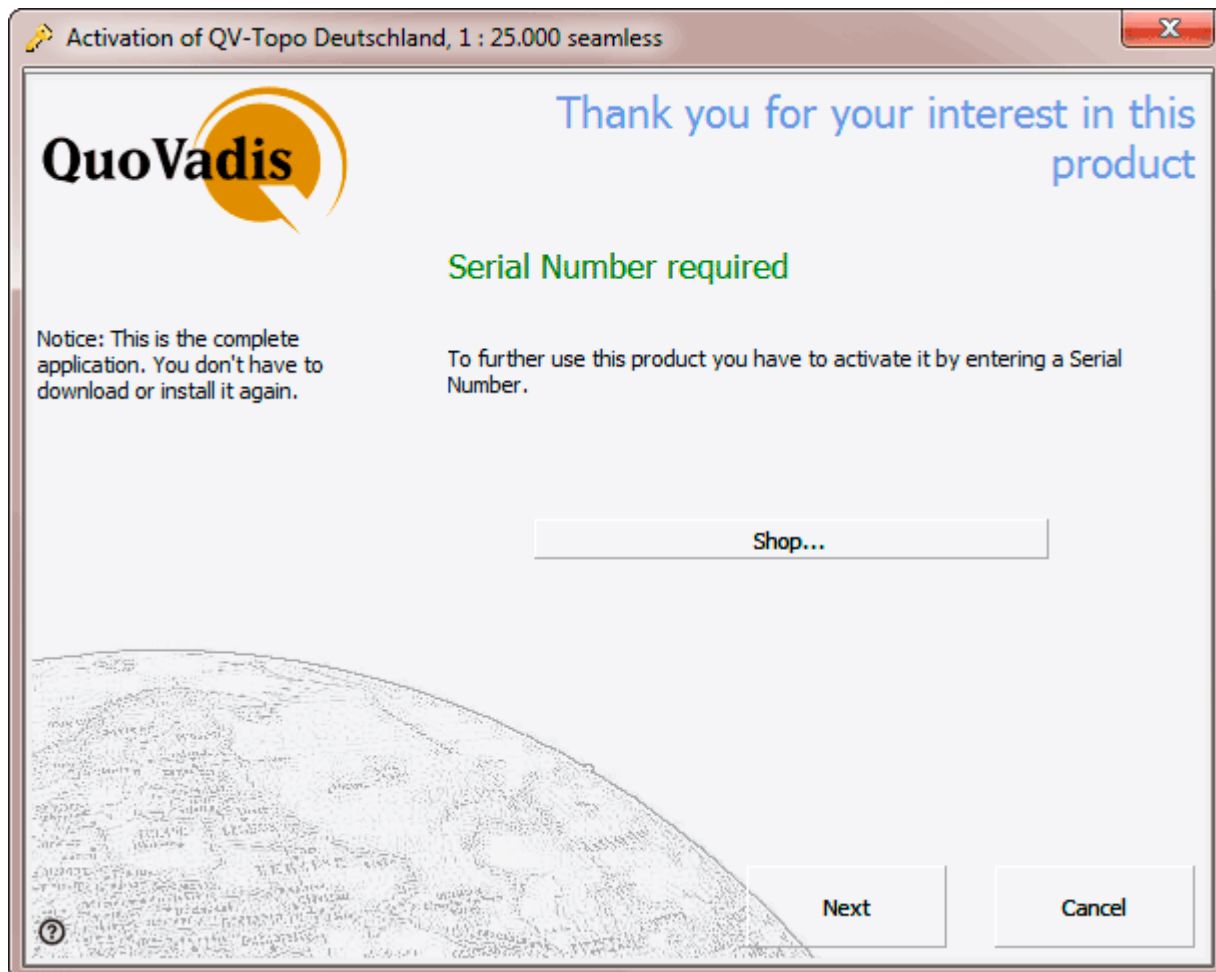 Activation of QV-Topo Deutschland, 1 : 25.000 seamless
X
QuoVadis
Thank you for your interest in this
product
Serial Number required
Notice: This is the complete
application. You don't have to
download or install it again.
To further use this product you have to activate it by entering a Serial
Number.
Shop...
Next
Cancel
?